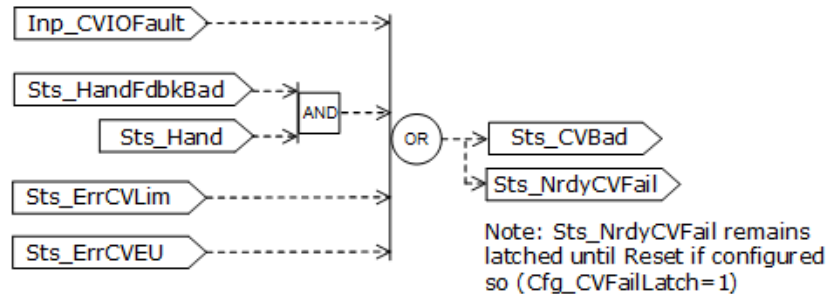 Inp_CVIOFault
Sts_HandFdbkBad
AND
Sts_Hand
OR
Sts_CVBad
Sts_NrdyCVFail
Sts_ErrCVLim
Sts_ErrCVEU
Note: Sts_NrdyCVFail remains
latched until Reset if configured
so (Cfg_CVFailLatch=1)